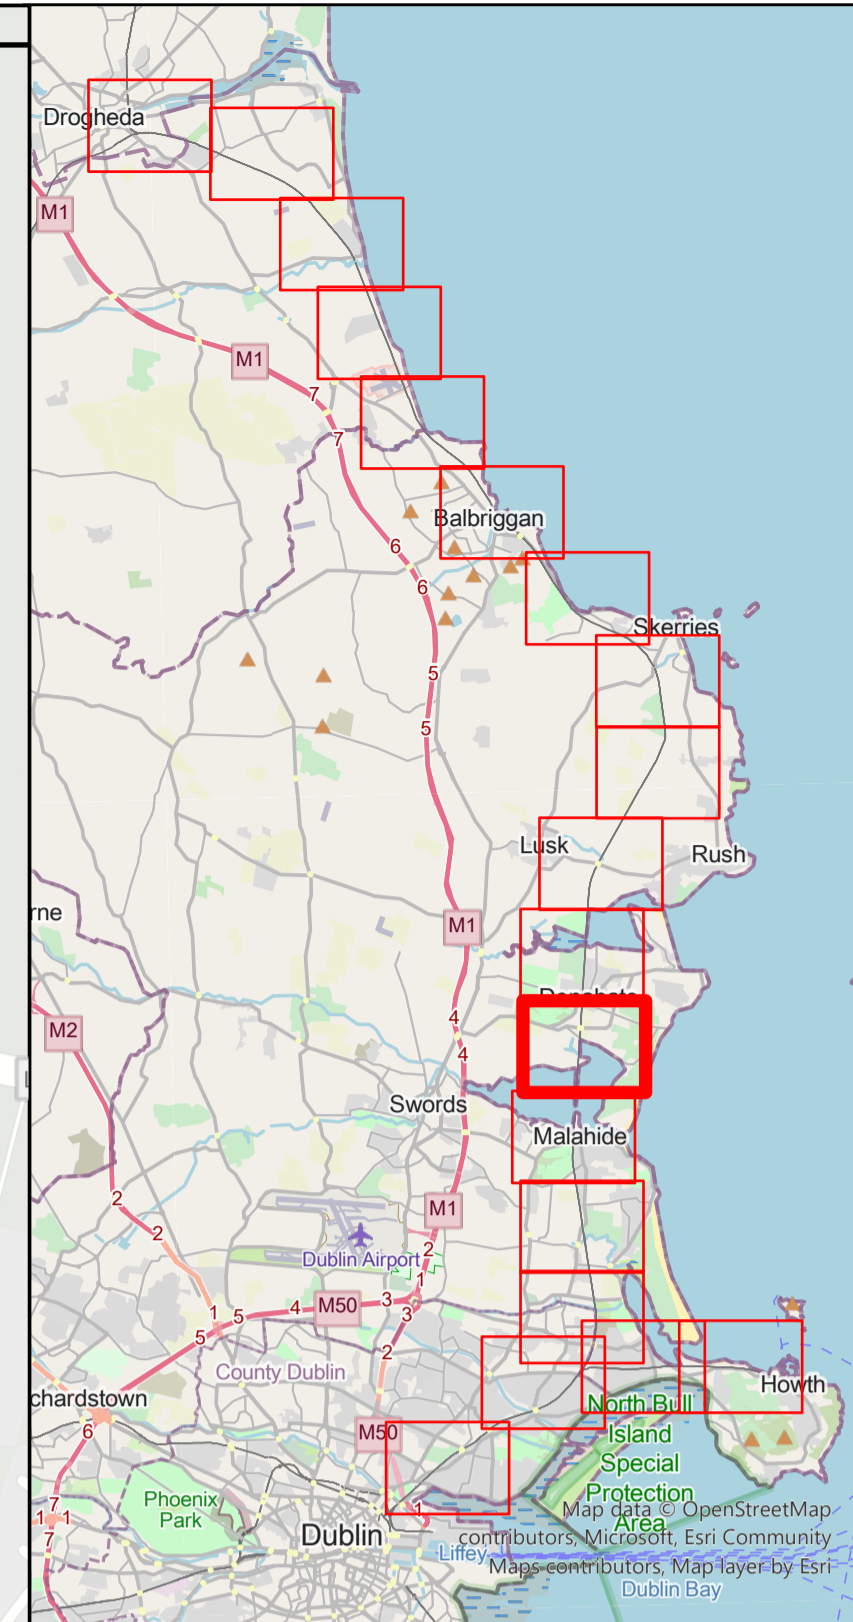 Drogheda
M1
M1
7
7
Balbriggan
6
6
Skerries
5
5
Lusk
Rush
rne
M1
Donabate
M2
4
4
Swords
Malahide
2
M1
2
2
Dublin Airport
1
M50
3
4
5
1
3
5
2
County Dublin
Howth
chardstown
North Bull
Island
Special
Protection
Area
M50
6
Phoenix
Park
7
1
1
7
1
Dublin
Liffey
Map data © OpenStreetMap
contributors, Microsoft, Esri Community
Maps contributors, Map layer by Esri
Dublin Bay